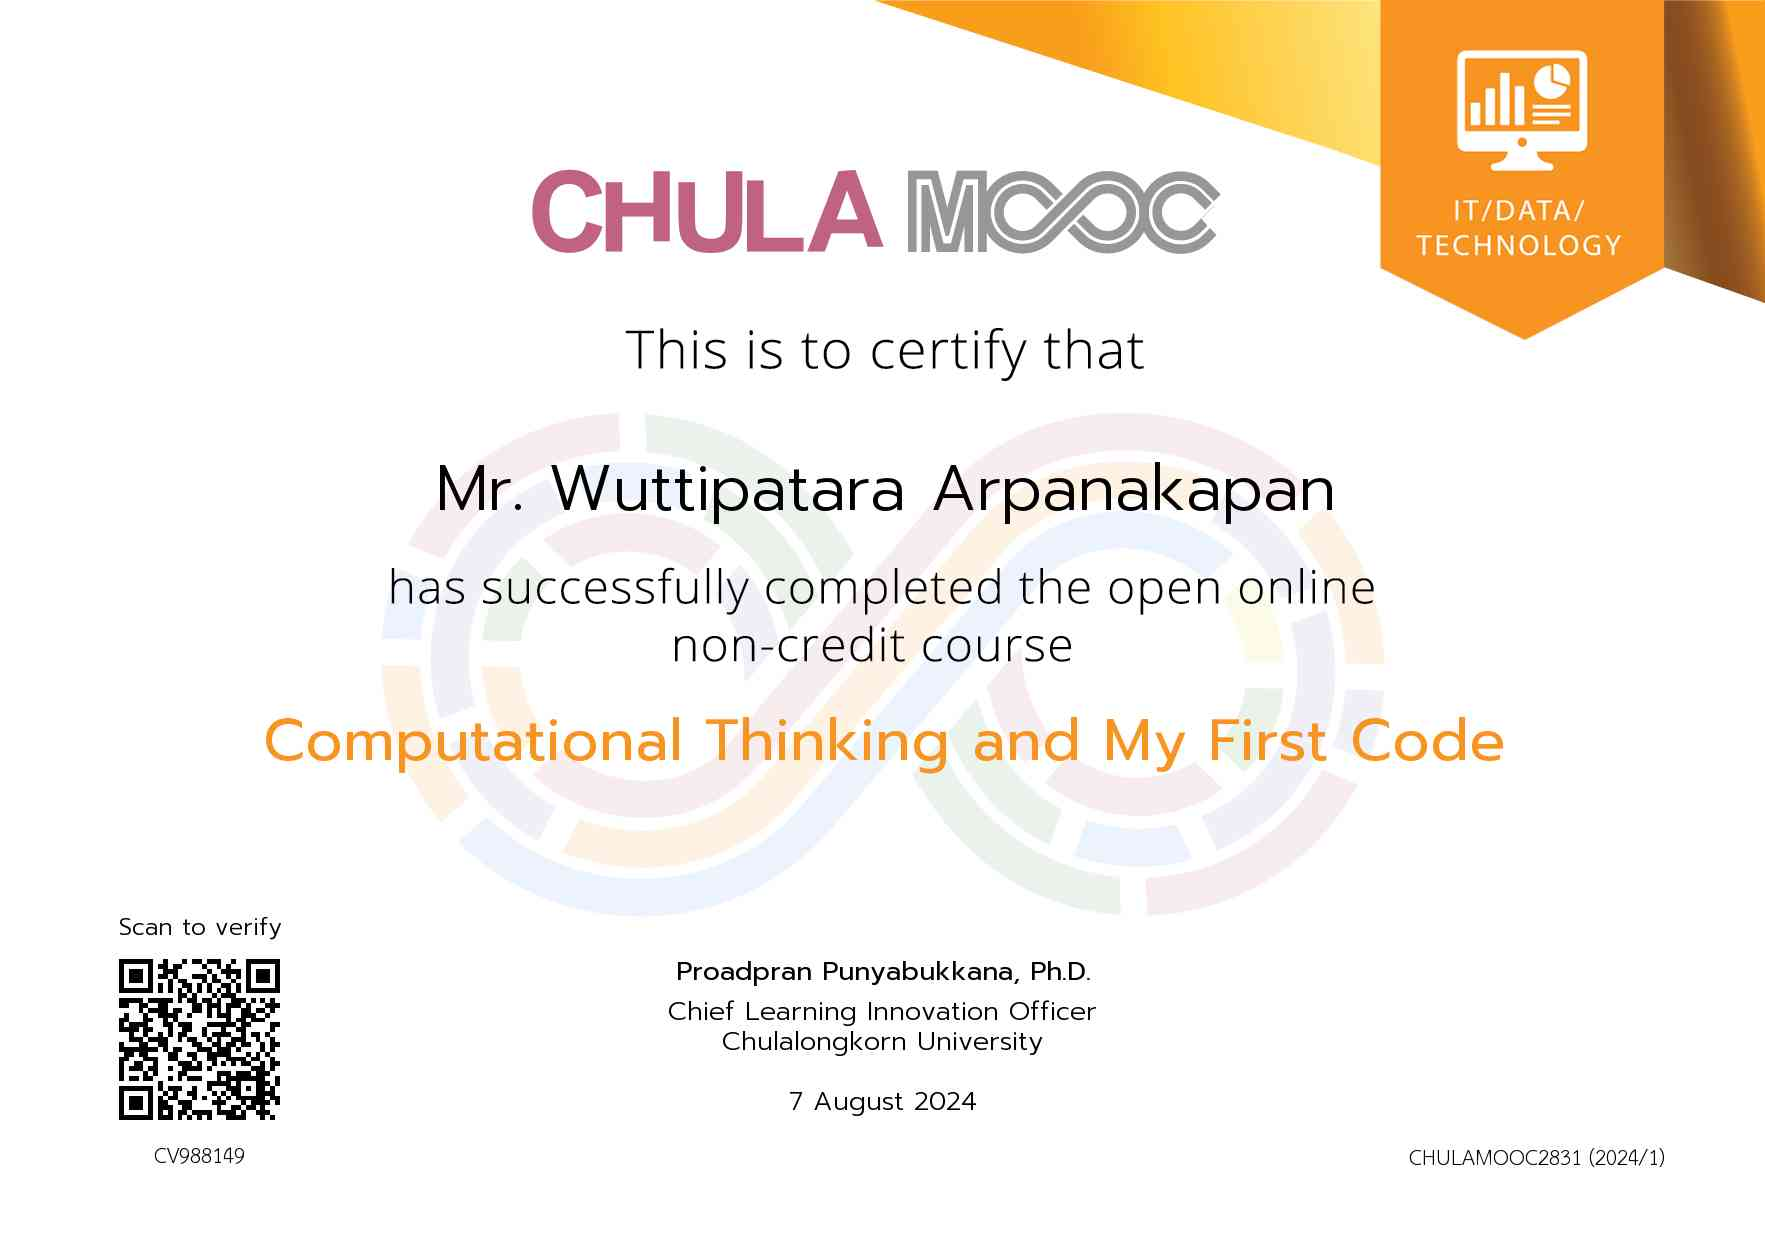 IT/DATA/
TECHNOLOGY
CHULA MOOC
This is to certify that
Mr. Wuttipatara Arpanakapan
has successfully completed the open online
non-credit course
Computational Thinking and My First Code
Scan to verify
Proadpran Punyabukkana, Ph.D.
Chief Learning Innovation Officer
Chulalongkorn University
7 August 2024
CV988149
CHULAMOOC2831 (2024/1)